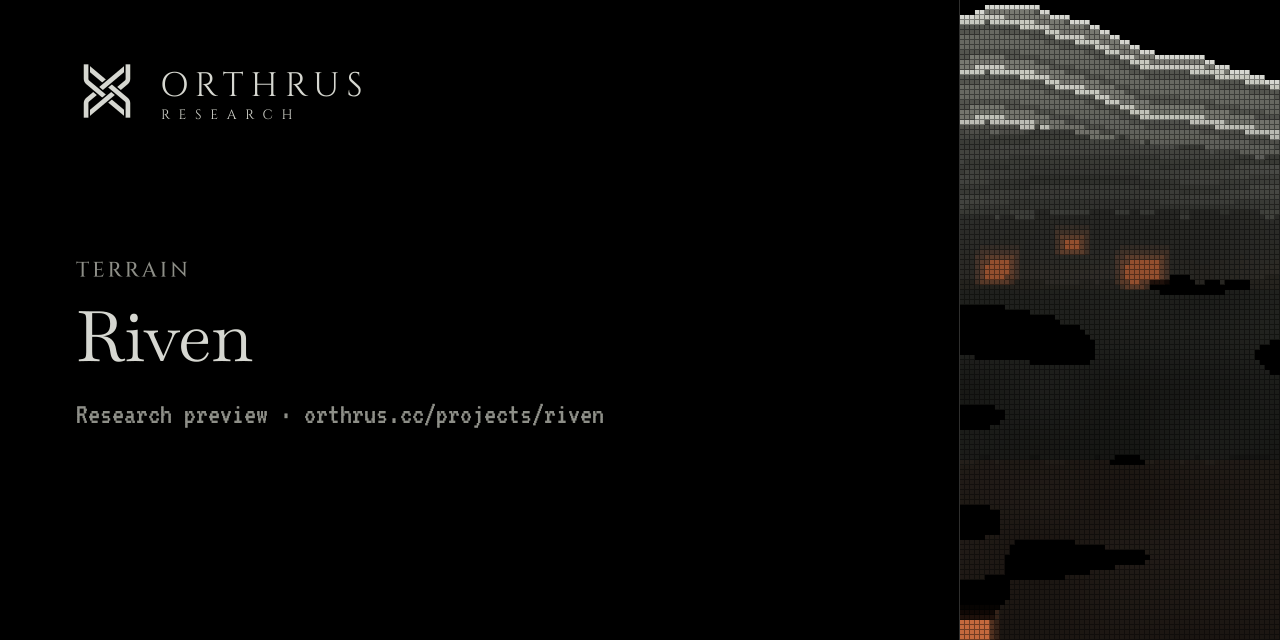 ORTHRUS
RESEARCH
TERRAIN
Riven
Research preview · orthrus.cc/projects/riven